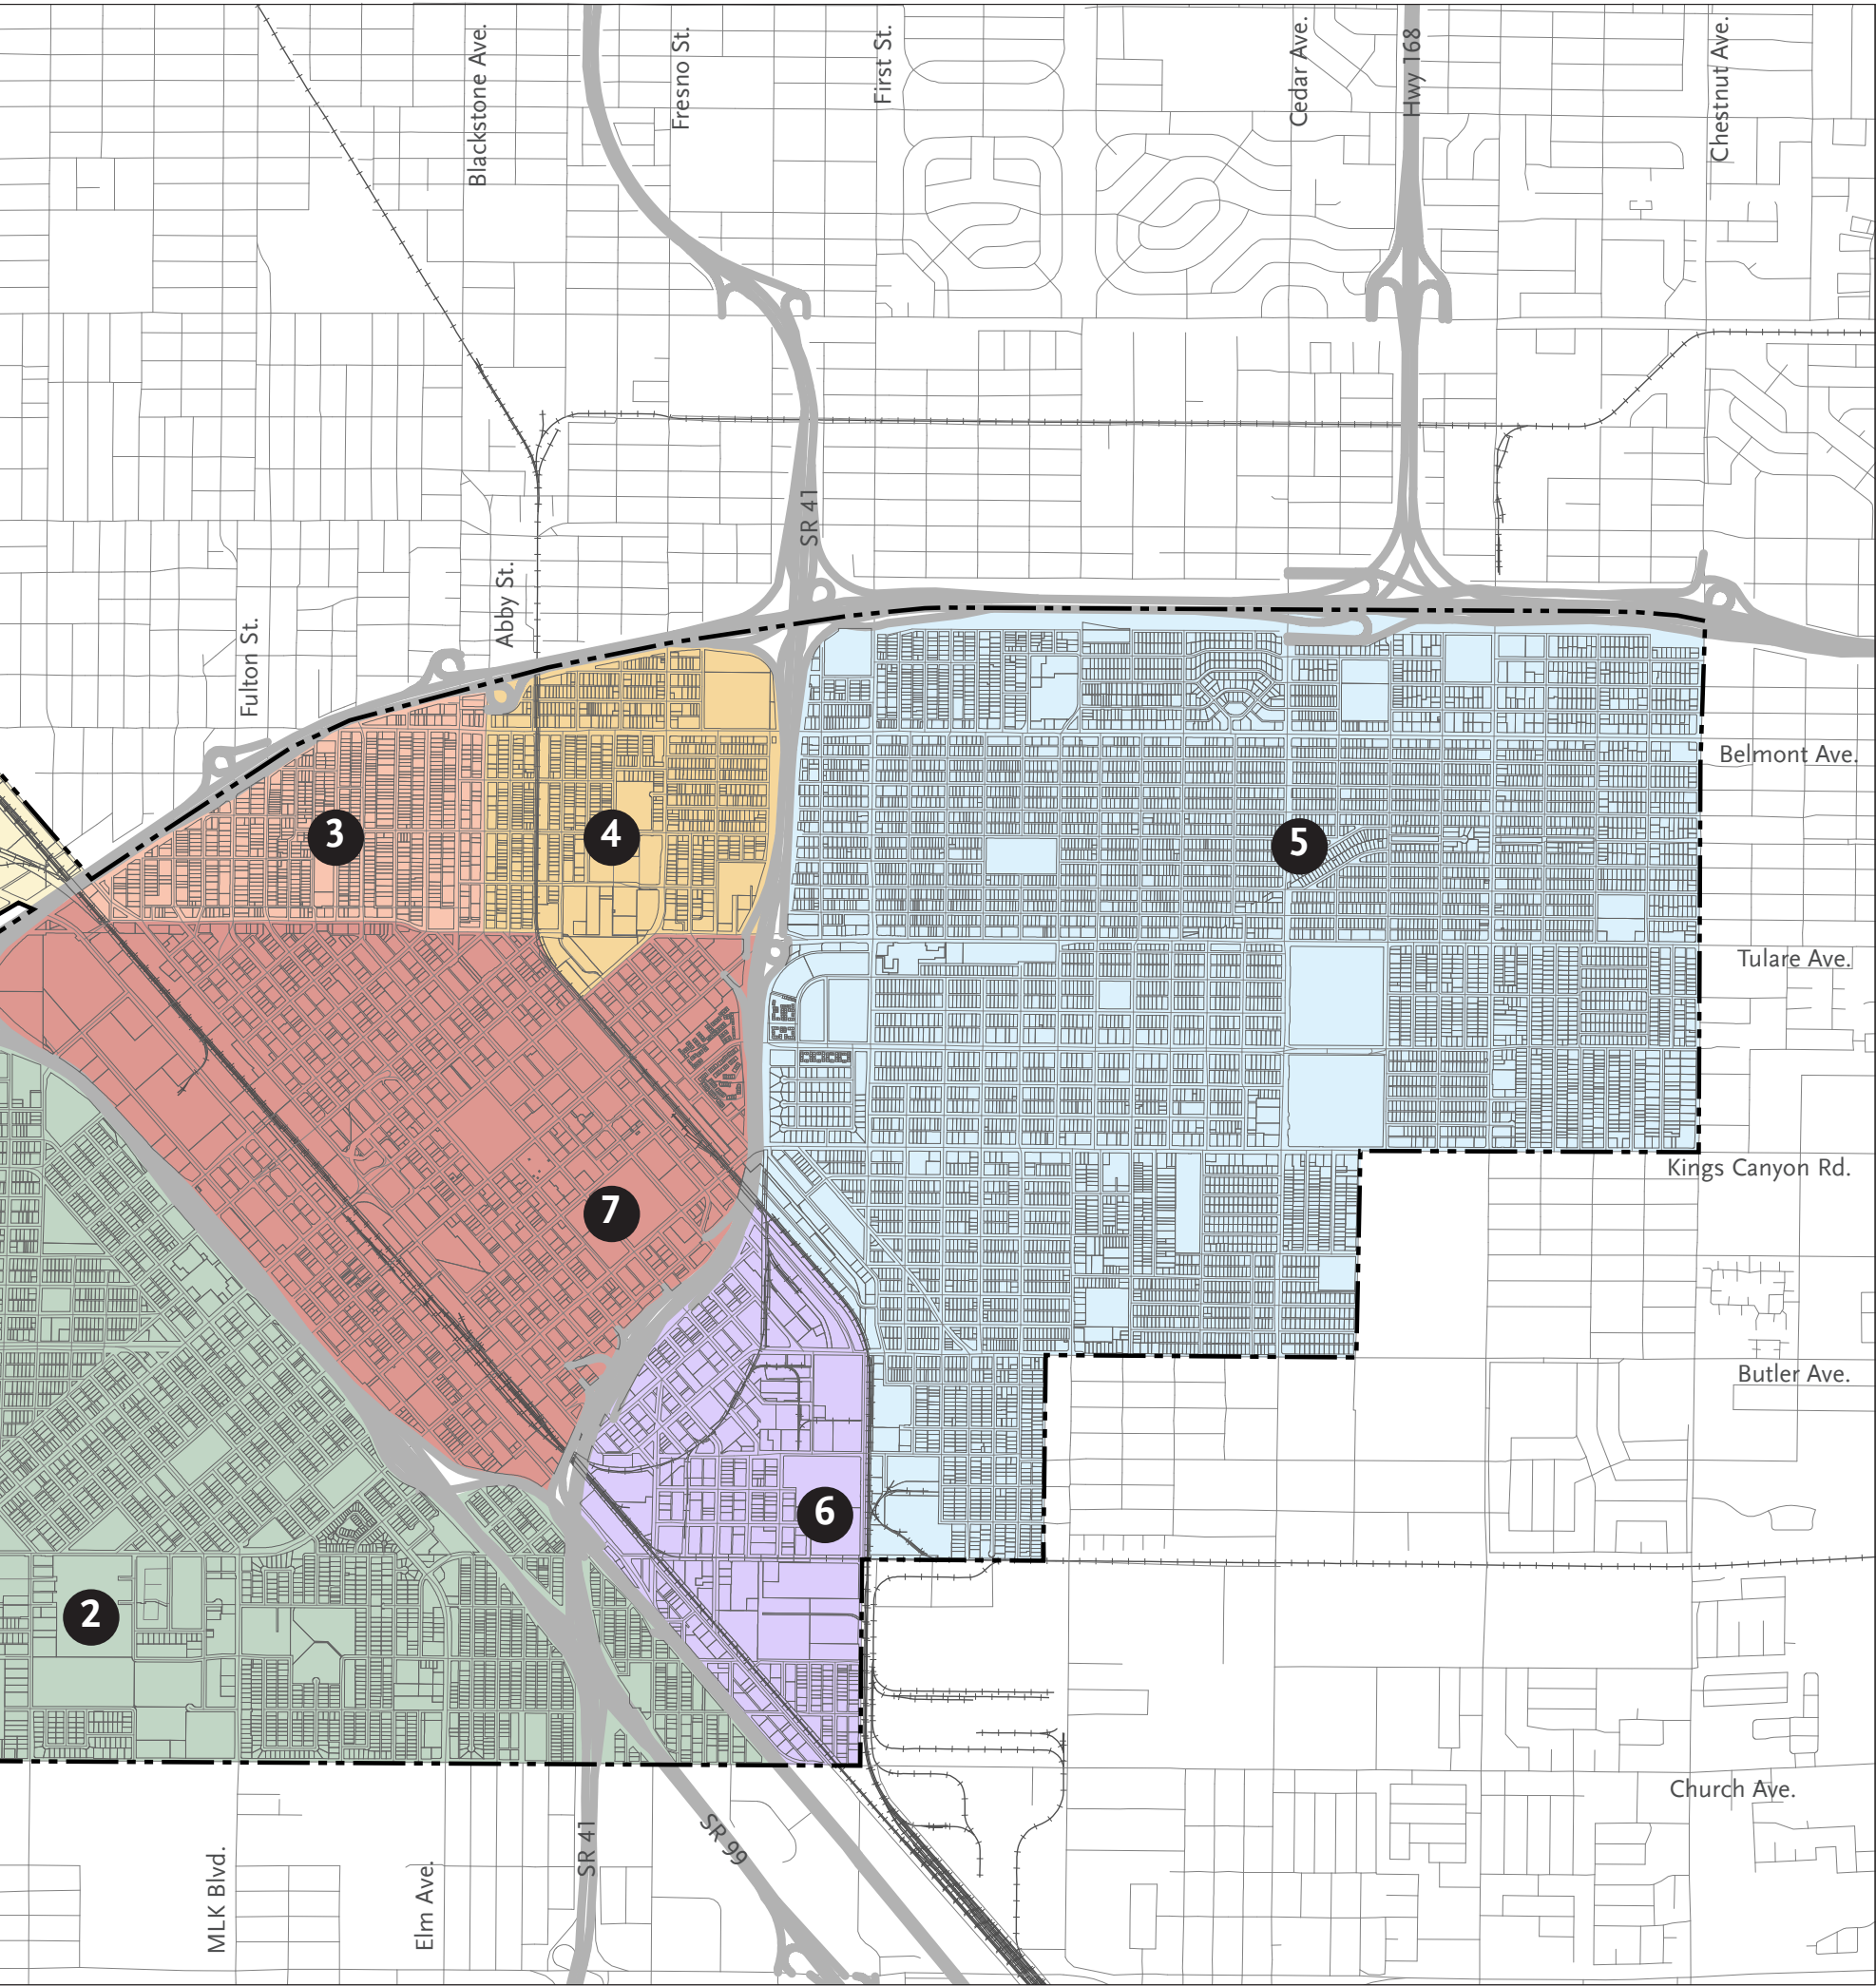 Blackstone Ave.
Fresno St.
First St.
Cedar Ave.
Hwy 168
Chestnut Ave.
SR 41
Abby St.
Fulton St.
Belmont Ave.
3
4
5
Tulare Ave.
Kings Canyon Rd.
7
Butler Ave.
6
2
Church Ave.
MLK Blvd.
Elm Ave.
SR 41
SR 99